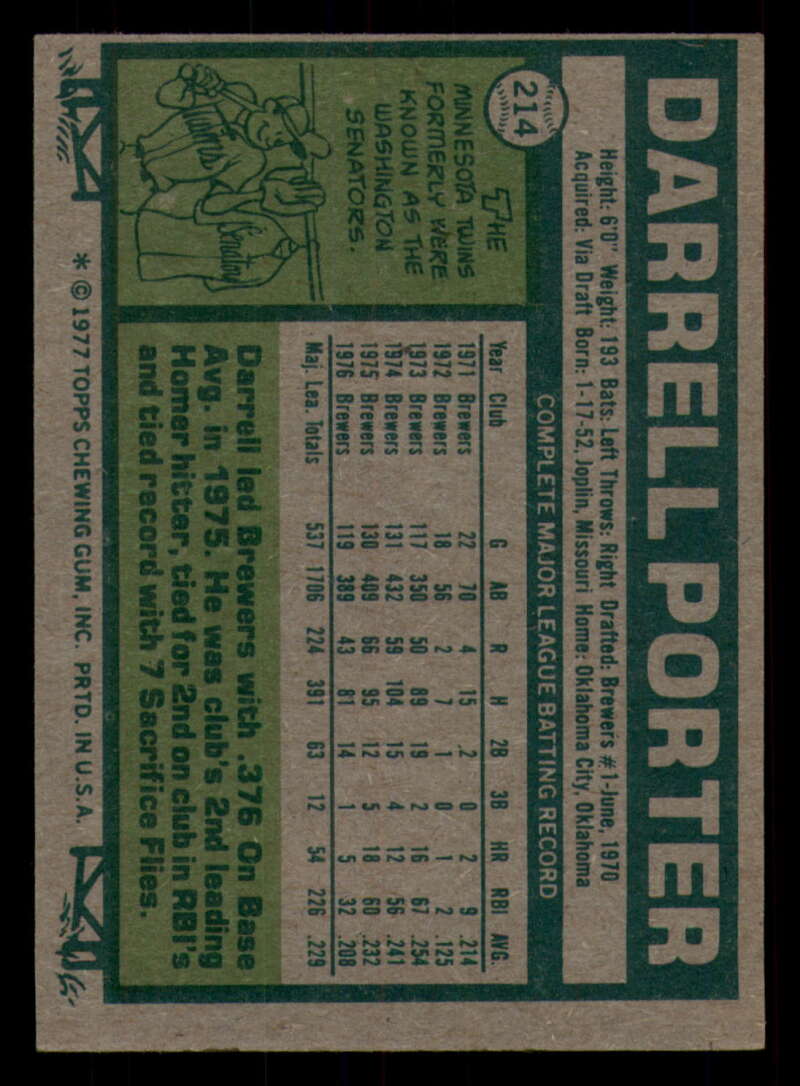 214
DARRELL PORTER
Height: 6'0" Weight: 193 Bats: Left Throws: Right Drafted: Brewers #1-June, 1970
Acquired: Via Draft Born: 1-17-52, Joplin, Missouri Home: Oklahoma City, Oklahoma
COMPLETE MAJOR LEAGUE BATTING RECORD
Year Club G AB R H 2B 3B HR RBI AVG.
1971 Brewers 22 70 4 15 2 0 2 9 .214
1972 Brewers 18 56 2 7 1 0 1 2 .125
1973 Brewers 117 350 50 89 19 2 16 67 .254
1974 Brewers 131 432 59 104 15 4 12 56 .241
1975 Brewers 130 409 66 95 12 5 18 60 .232
1976 Brewers 119 389 43 81 14 1 5 32 .208
Maj. Lea. Totals 537 1706 224 391 63 12 54 226 .229
THE
MINNESOTA TWINS
FORMERLY WERE
KNOWN AS THE
WASHINGTON
SENATORS.
Twins
Senators
Darrell led Brewers with .376 On Base
Avg. in 1975. He was club's 2nd leading
Homer hitter, tied for 2nd on club in RBI's
and tied record with 7 Sacrifice Flies.
* © 1977 TOPPS CHEWING GUM, INC. PRTD. IN U.S.A.